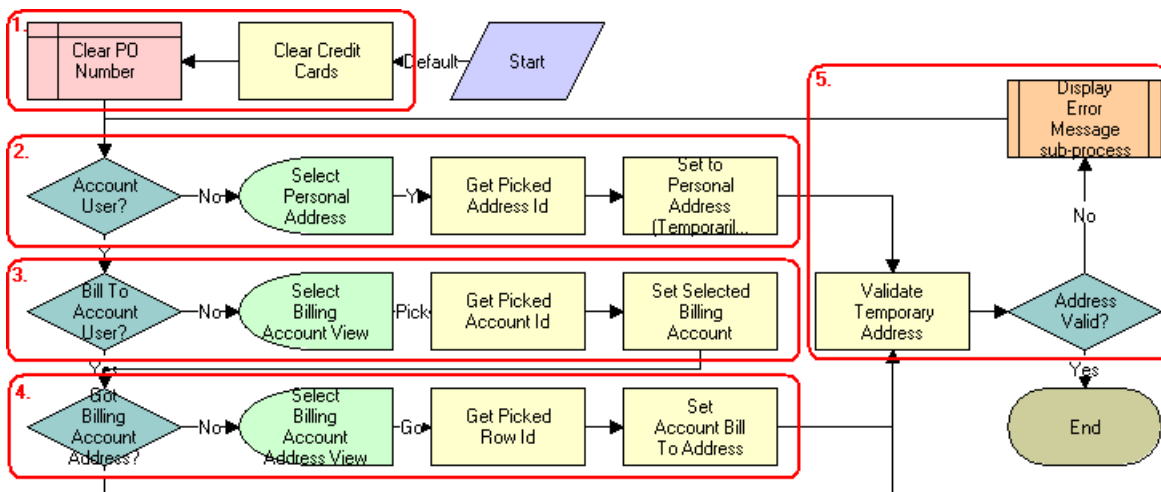 1.
Clear PO
Number
Clear Credit
Cards
Default
Start
5.
Display
Error
Message
sub-process
2.
Account
User?
No
Select
Personal
Address
Y
Get Picked
Address Id
Set to
Personal
Address
(Temporaril...
No
Y
3.
Bill To
Account
User?
No
Select
Billing
Account View
Pick
Get Picked
Account Id
Set Selected
Billing
Account
Validate
Temporary
Address
Address
Valid?
Yes
Yes
4.
Got
Billing
Account
Address?
No
Select
Billing
Account
Address View
Go
Get Picked
Row Id
Set
Account Bill
To Address
End